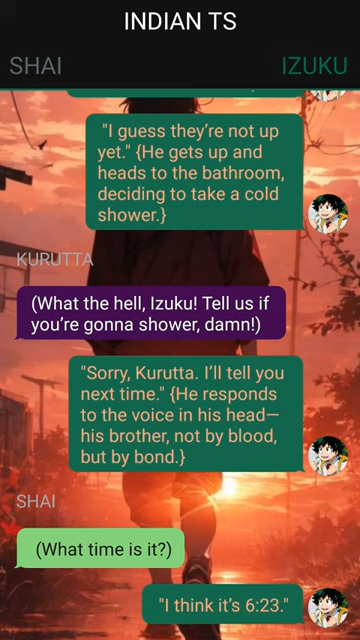 INDIAN TS
SHAI
IZUKU
"I guess they're not up
yet." {He gets up and
heads to the bathroom,
deciding to take a cold
shower.}
KURUTTA
(What the hell, Izuku! Tell us if
you're gonna shower, damn!)
"Sorry, Kurutta. I'll tell you
next time." {He responds
to the voice in his head—
his brother, not by blood,
but by bond.}
SHAI
(What time is it?)
"I think it's 6:23."